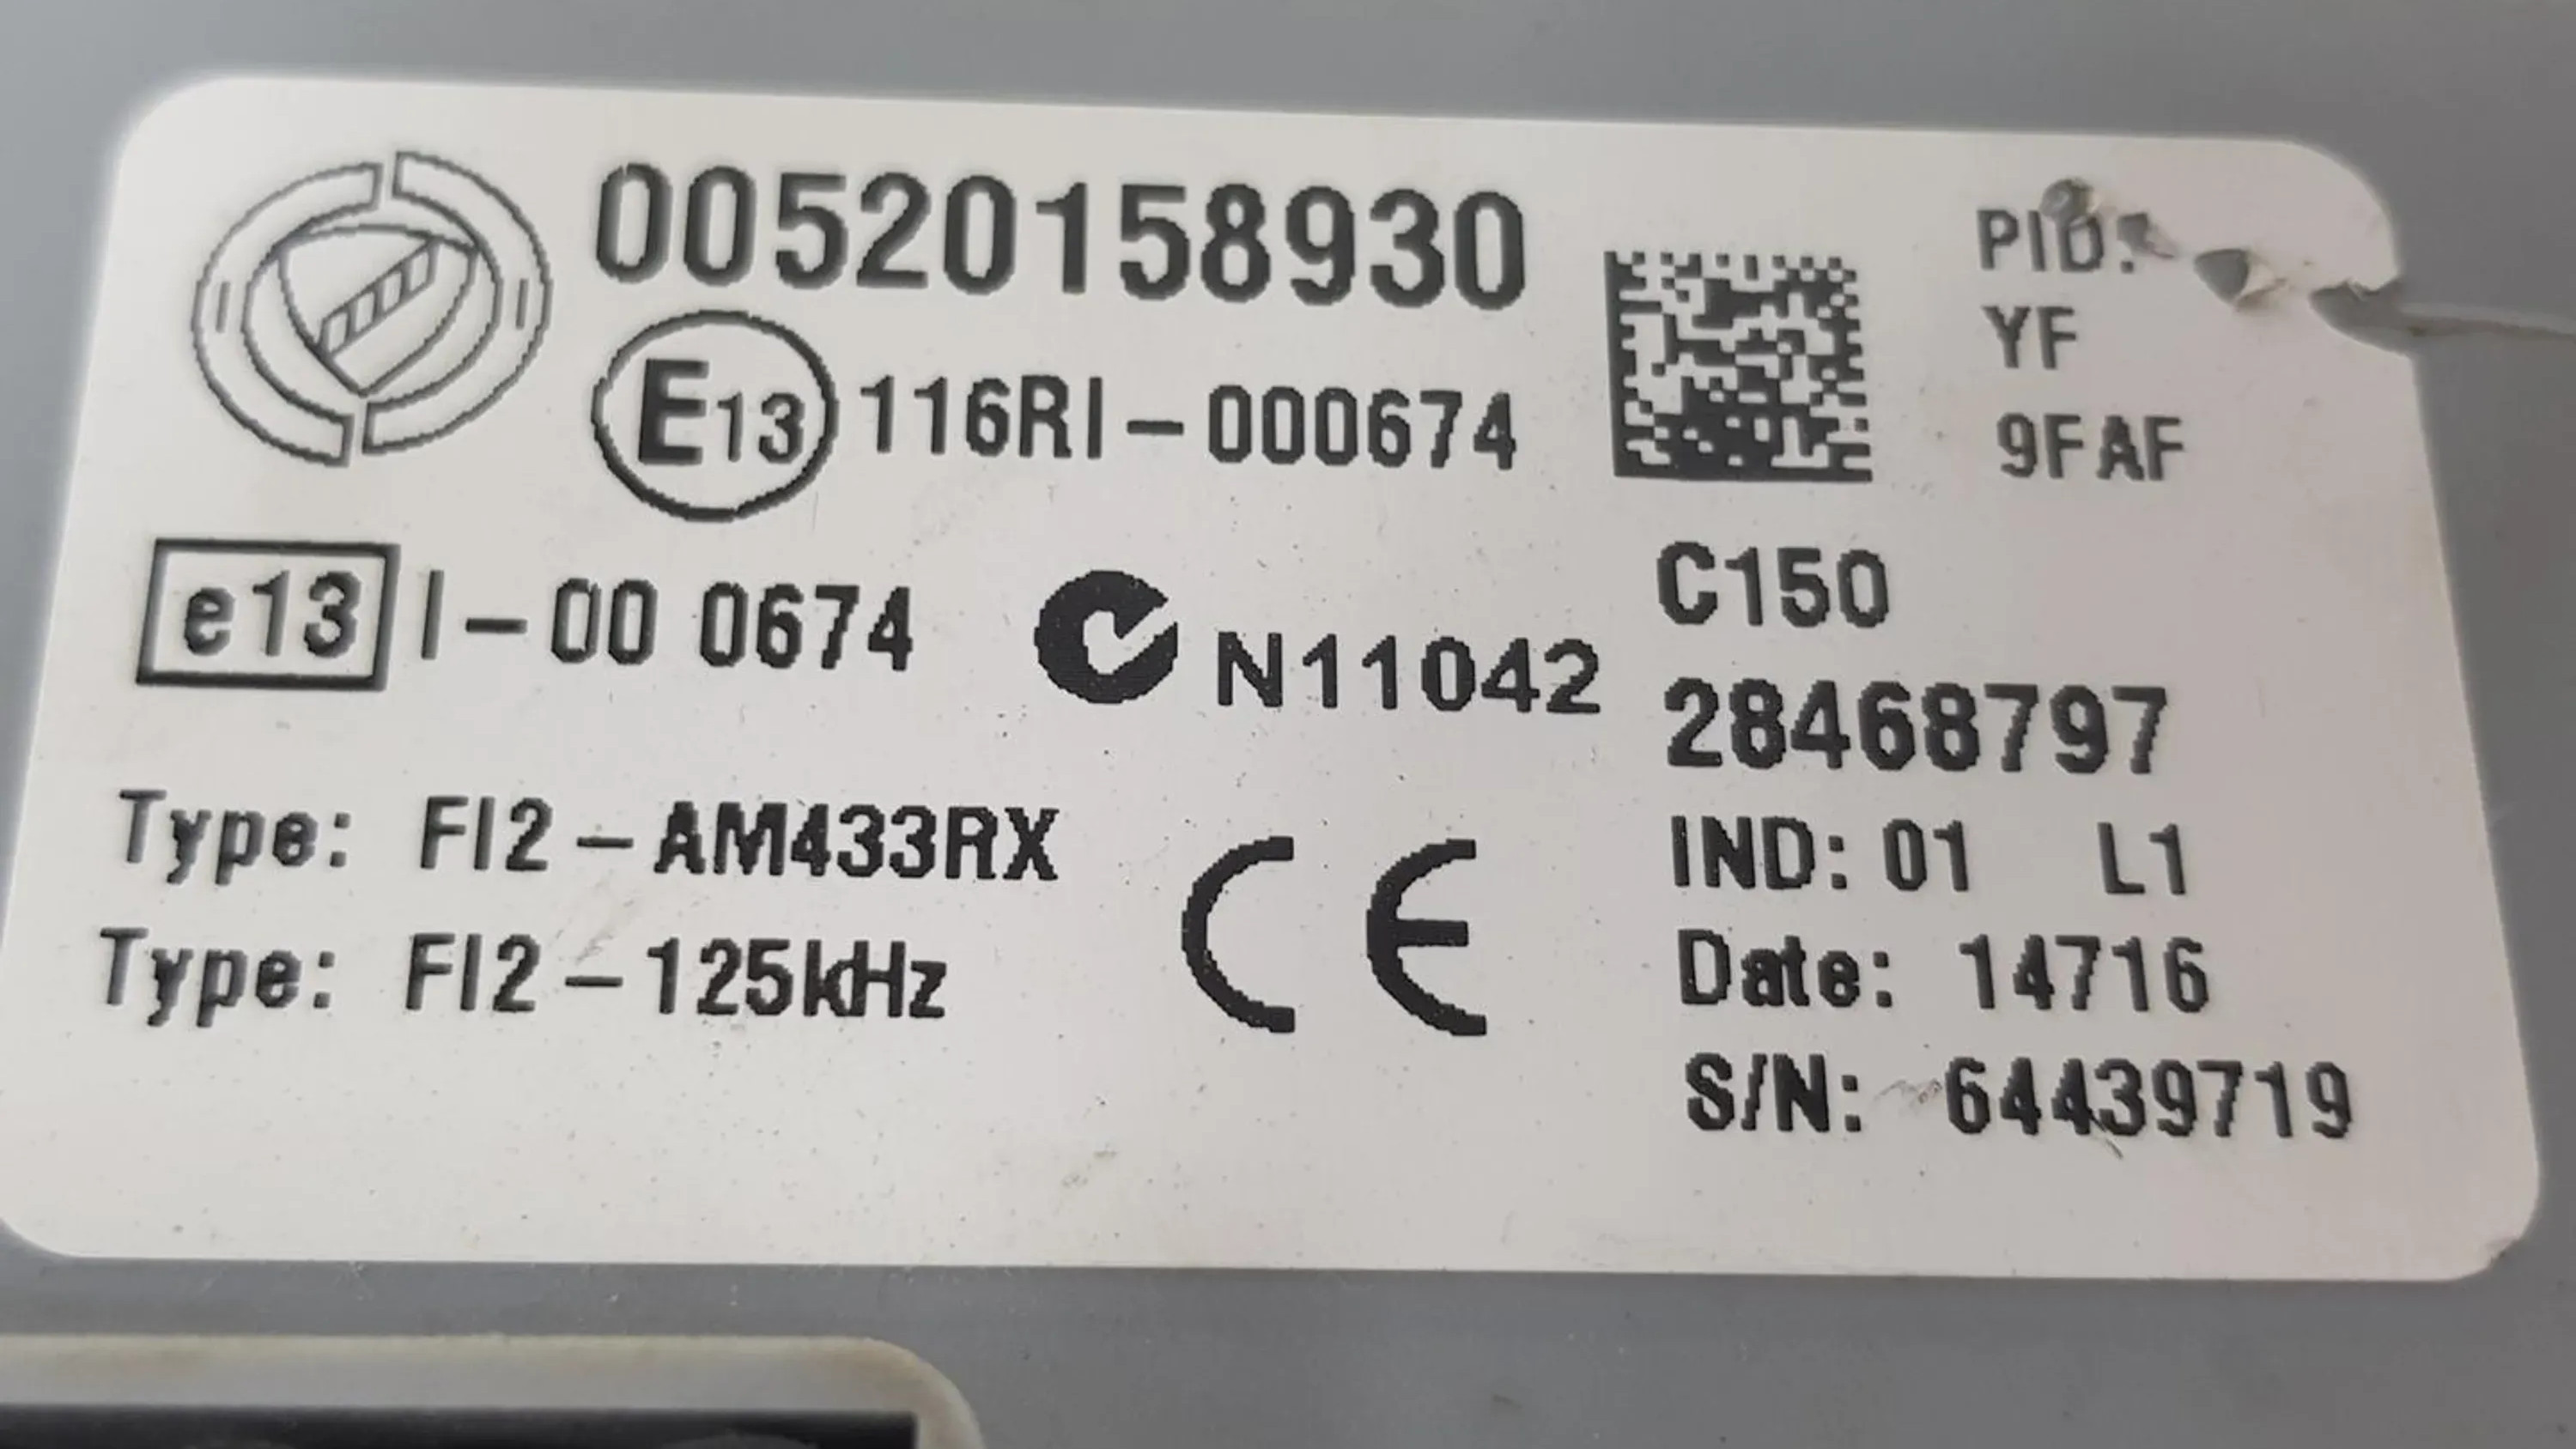 00520158930
E13 116RI-000674
e13 I-00 0674
N11042
Type: FI2-AM433RX
Type: FI2-125kHz
CE
PID:
YF
9FAF
C150
28468797
IND: 01 L1
Date: 14716
S/N: 64439719